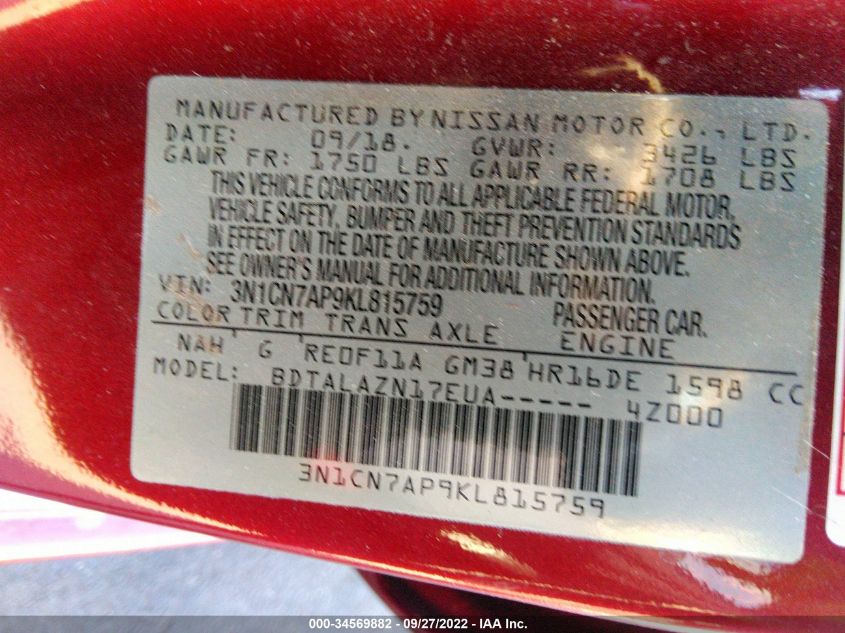 MANUFACTURED BY NISSAN MOTOR CO., LTD.
DATE: 09/18. GVWR: 3426 LBS
GAWR FR: 1750 LBS GAWR RR: 1708 LBS
THIS VEHICLE CONFORMS TO ALL APPLICABLE FEDERAL MOTOR,
VEHICLE SAFETY, BUMPER AND THEFT PREVENTION STANDARDS
IN EFFECT ON THE DATE OF MANUFACTURE SHOWN ABOVE.
SEE OWNER'S MANUAL FOR ADDITIONAL INFORMATION.
VIN: 3N1CN7AP9KL815759 PASSENGER CAR.
COLOR TRIM TRANS AXLE ENGINE
NAH G RE0F11A GM38 HR16DE 1598 CC
MODEL: BDTALAZN17EUA----- 4Z000
3N1CN7AP9KL815759
000-34569882 - 09/27/2022 - IAA Inc.